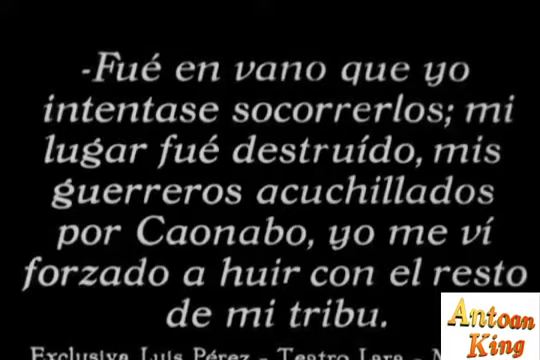 -Fué en vano que yo
intentase socorrerlos; mi
lugar fué destruído, mis
guerreros acuchillados
por Caonabo, yo me ví
forzado a huir con el resto
de mi tribu.
Exclusiva Luis Pérez - Teatro Lara -
Antoan
King